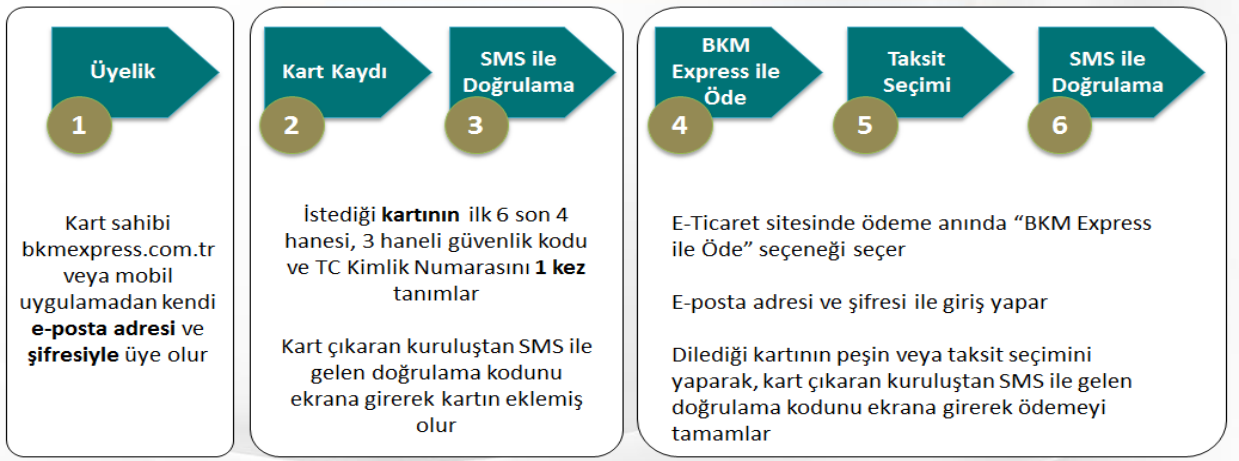 Üyelik
1
Kart sahibi
bkmexpress.com.tr
veya mobil
uygulamadan kendi
e-posta adresi ve
şifresiyle üye olur
Kart Kaydı
2
SMS ile
Doğrulama
3
İstediği kartının ilk 6 son 4
hanesi, 3 haneli güvenlik kodu
ve TC Kimlik Numarasını 1 kez
tanımlar
Kart çıkaran kuruluştan SMS ile
gelen doğrulama kodunu
ekrana girerek kartın eklemiş
olur
BKM
Express ile
Öde
4
Taksit
Seçimi
5
SMS ile
Doğrulama
6
E-Ticaret sitesinde ödeme anında “BKM Express
ile Öde” seçeneği seçer
E-posta adresi ve şifresi ile giriş yapar
Dilediği kartının peşin veya taksit seçimini
yaparak, kart çıkaran kuruluştan SMS ile gelen
doğrulama kodunu ekrana girerek ödemeyi
tamamlar